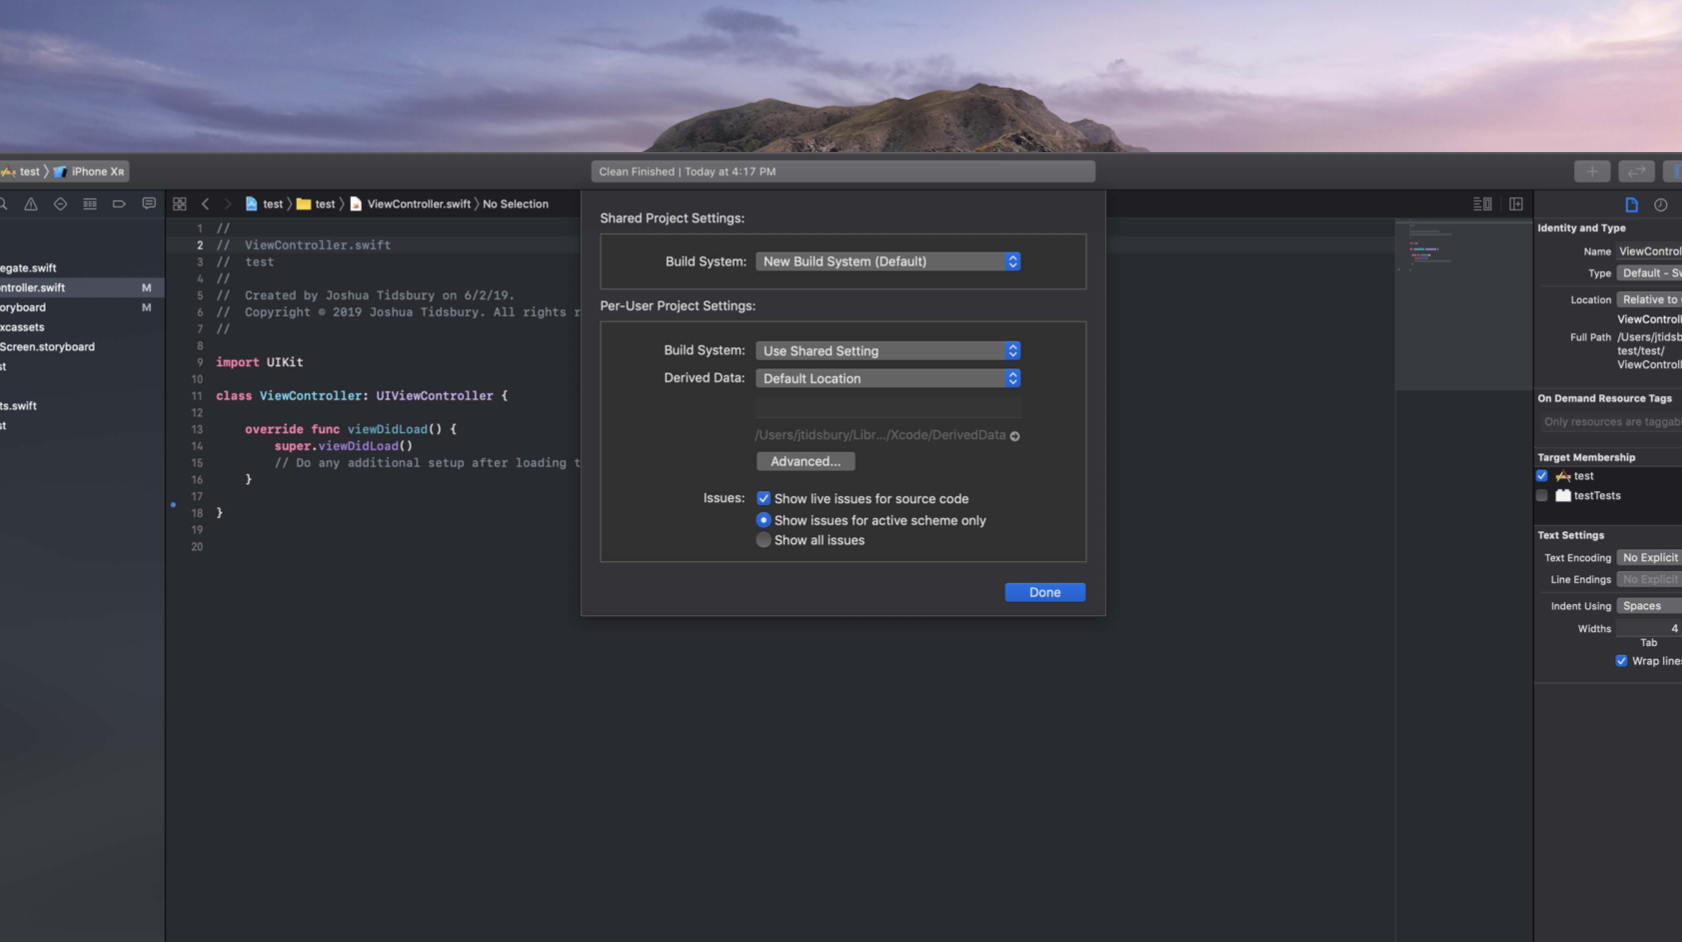 test
iPhone XR
Clean Finished | Today at 4:17 PM
test
test
ViewController.swift
No Selection
egate.swift
ntroller.swift M
oryboard M
xcassets
Screen.storyboard
st
ts.swift
st
1 //
2 // ViewController.swift
3 // test
4 //
5 // Created by Joshua Tidsbury on 6/2/19.
6 // Copyright © 2019 Joshua Tidsbury. All rights r
7 //
8
9 import UIKit
10
11 class ViewController: UIViewController {
12
13 override func viewDidLoad() {
14 super.viewDidLoad()
15 // Do any additional setup after loading t
16 }
17
18 }
19
20
Shared Project Settings:
Build System: New Build System (Default)
Per-User Project Settings:
Build System: Use Shared Setting
Derived Data: Default Location
/Users/jtidsbury/Libr.../Xcode/DerivedData
Advanced...
Issues: Show live issues for source code
Show issues for active scheme only
Show all issues
Done
Identity and Type
Name ViewControl
Type Default - Sw
Location Relative to
ViewControl
Full Path /Users/jtidsb
test/test/
ViewControl
On Demand Resource Tags
Only resources are taggab
Target Membership
test
testTests
Text Settings
Text Encoding No Explicit
Line Endings No Explicit
Indent Using Spaces
Widths 4
Tab
Wrap lines